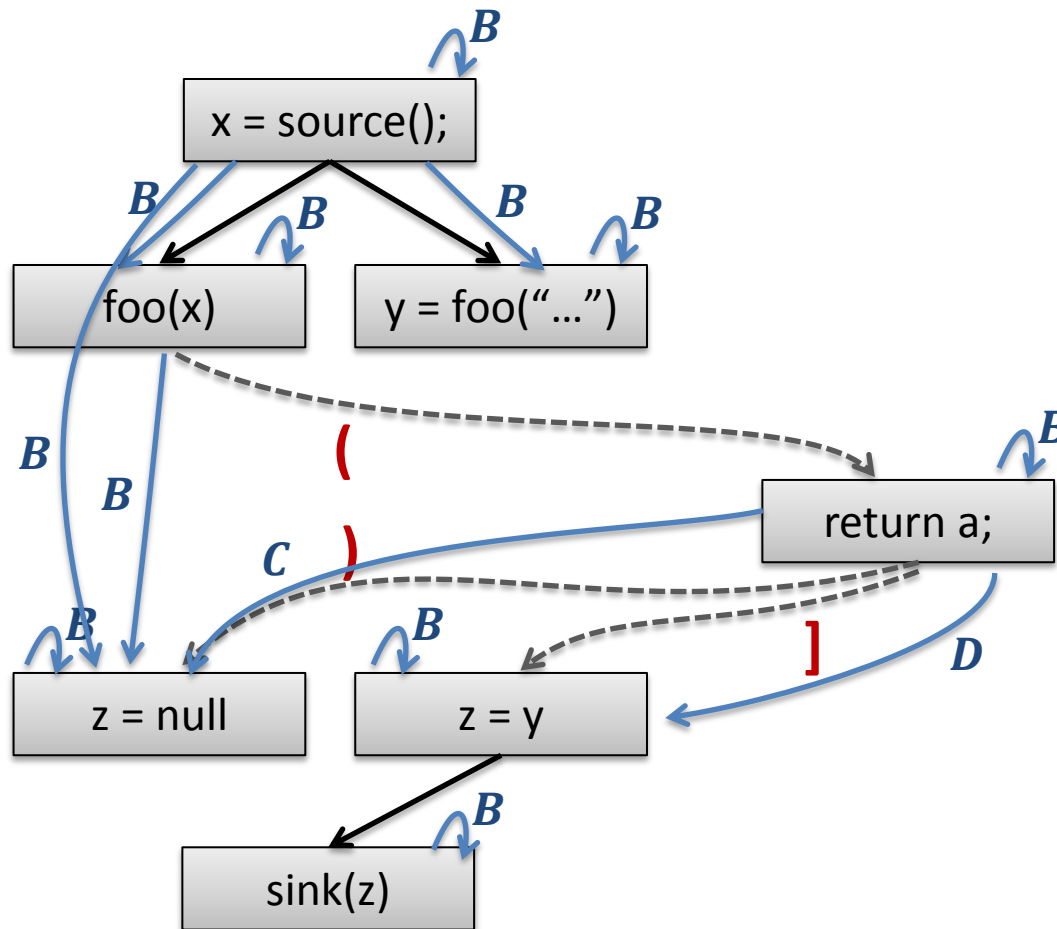 B
x = source();
B
B
B
B
foo(x)
y = foo("…")
B
B
(
B
return a;
C
)
B
B
]
D
z = null
z = y
B
sink(z)